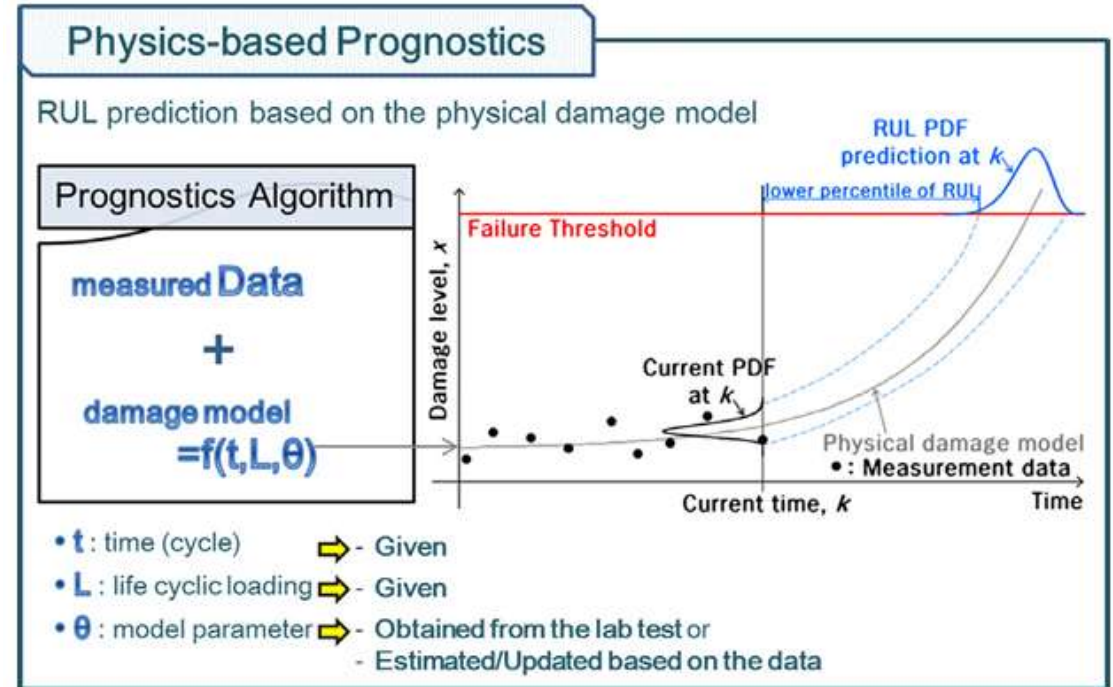 Physics-based Prognostics
RUL prediction based on the physical damage model
Prognostics Algorithm
measured Data
+
damage model
=f(t,L,θ)
RUL PDF
prediction at k
lower percentile of RUL
Failure Threshold
Damage level, x
Current PDF
at k
Physical damage model
● : Measurement data
Current time, k
Time
• t : time (cycle) - Given
• L : life cyclic loading - Given
• θ : model parameter - Obtained from the lab test or
- Estimated/Updated based on the data